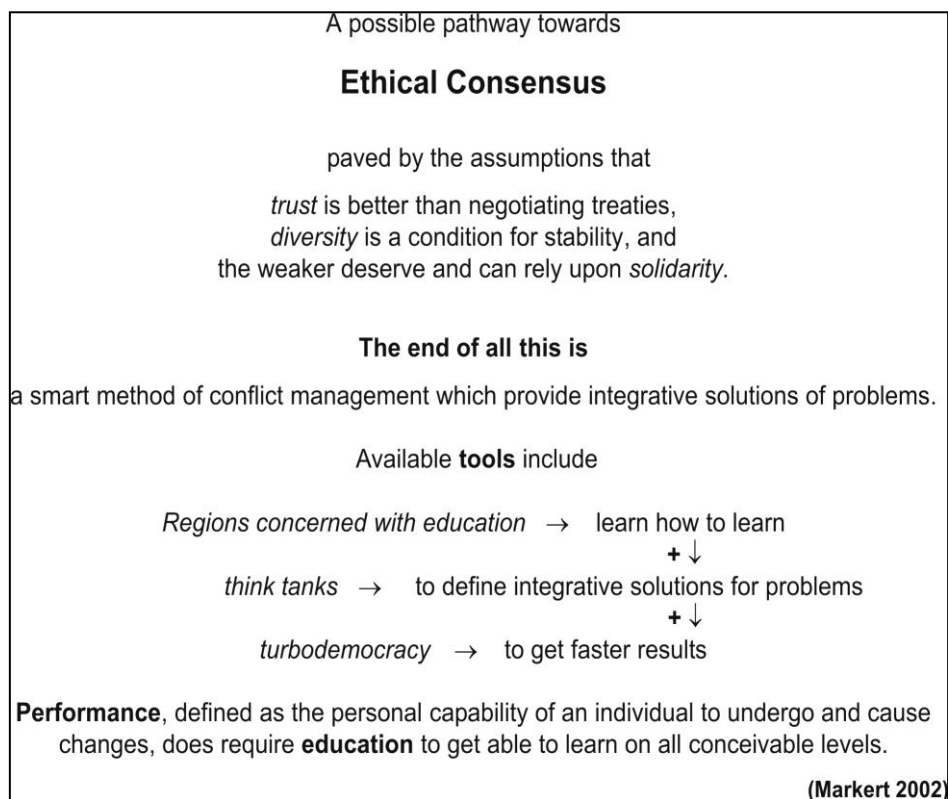 A possible pathway towards
Ethical Consensus
paved by the assumptions that
trust is better than negotiating treaties,
diversity is a condition for stability, and
the weaker deserve and can rely upon solidarity.
The end of all this is
a smart method of conflict management which provide integrative solutions of problems.
Available tools include
Regions concerned with education → learn how to learn
+ ↓
think tanks → to define integrative solutions for problems
+ ↓
turbodemocracy → to get faster results
Performance, defined as the personal capability of an individual to undergo and cause
changes, does require education to get able to learn on all conceivable levels.
(Markert 2002)